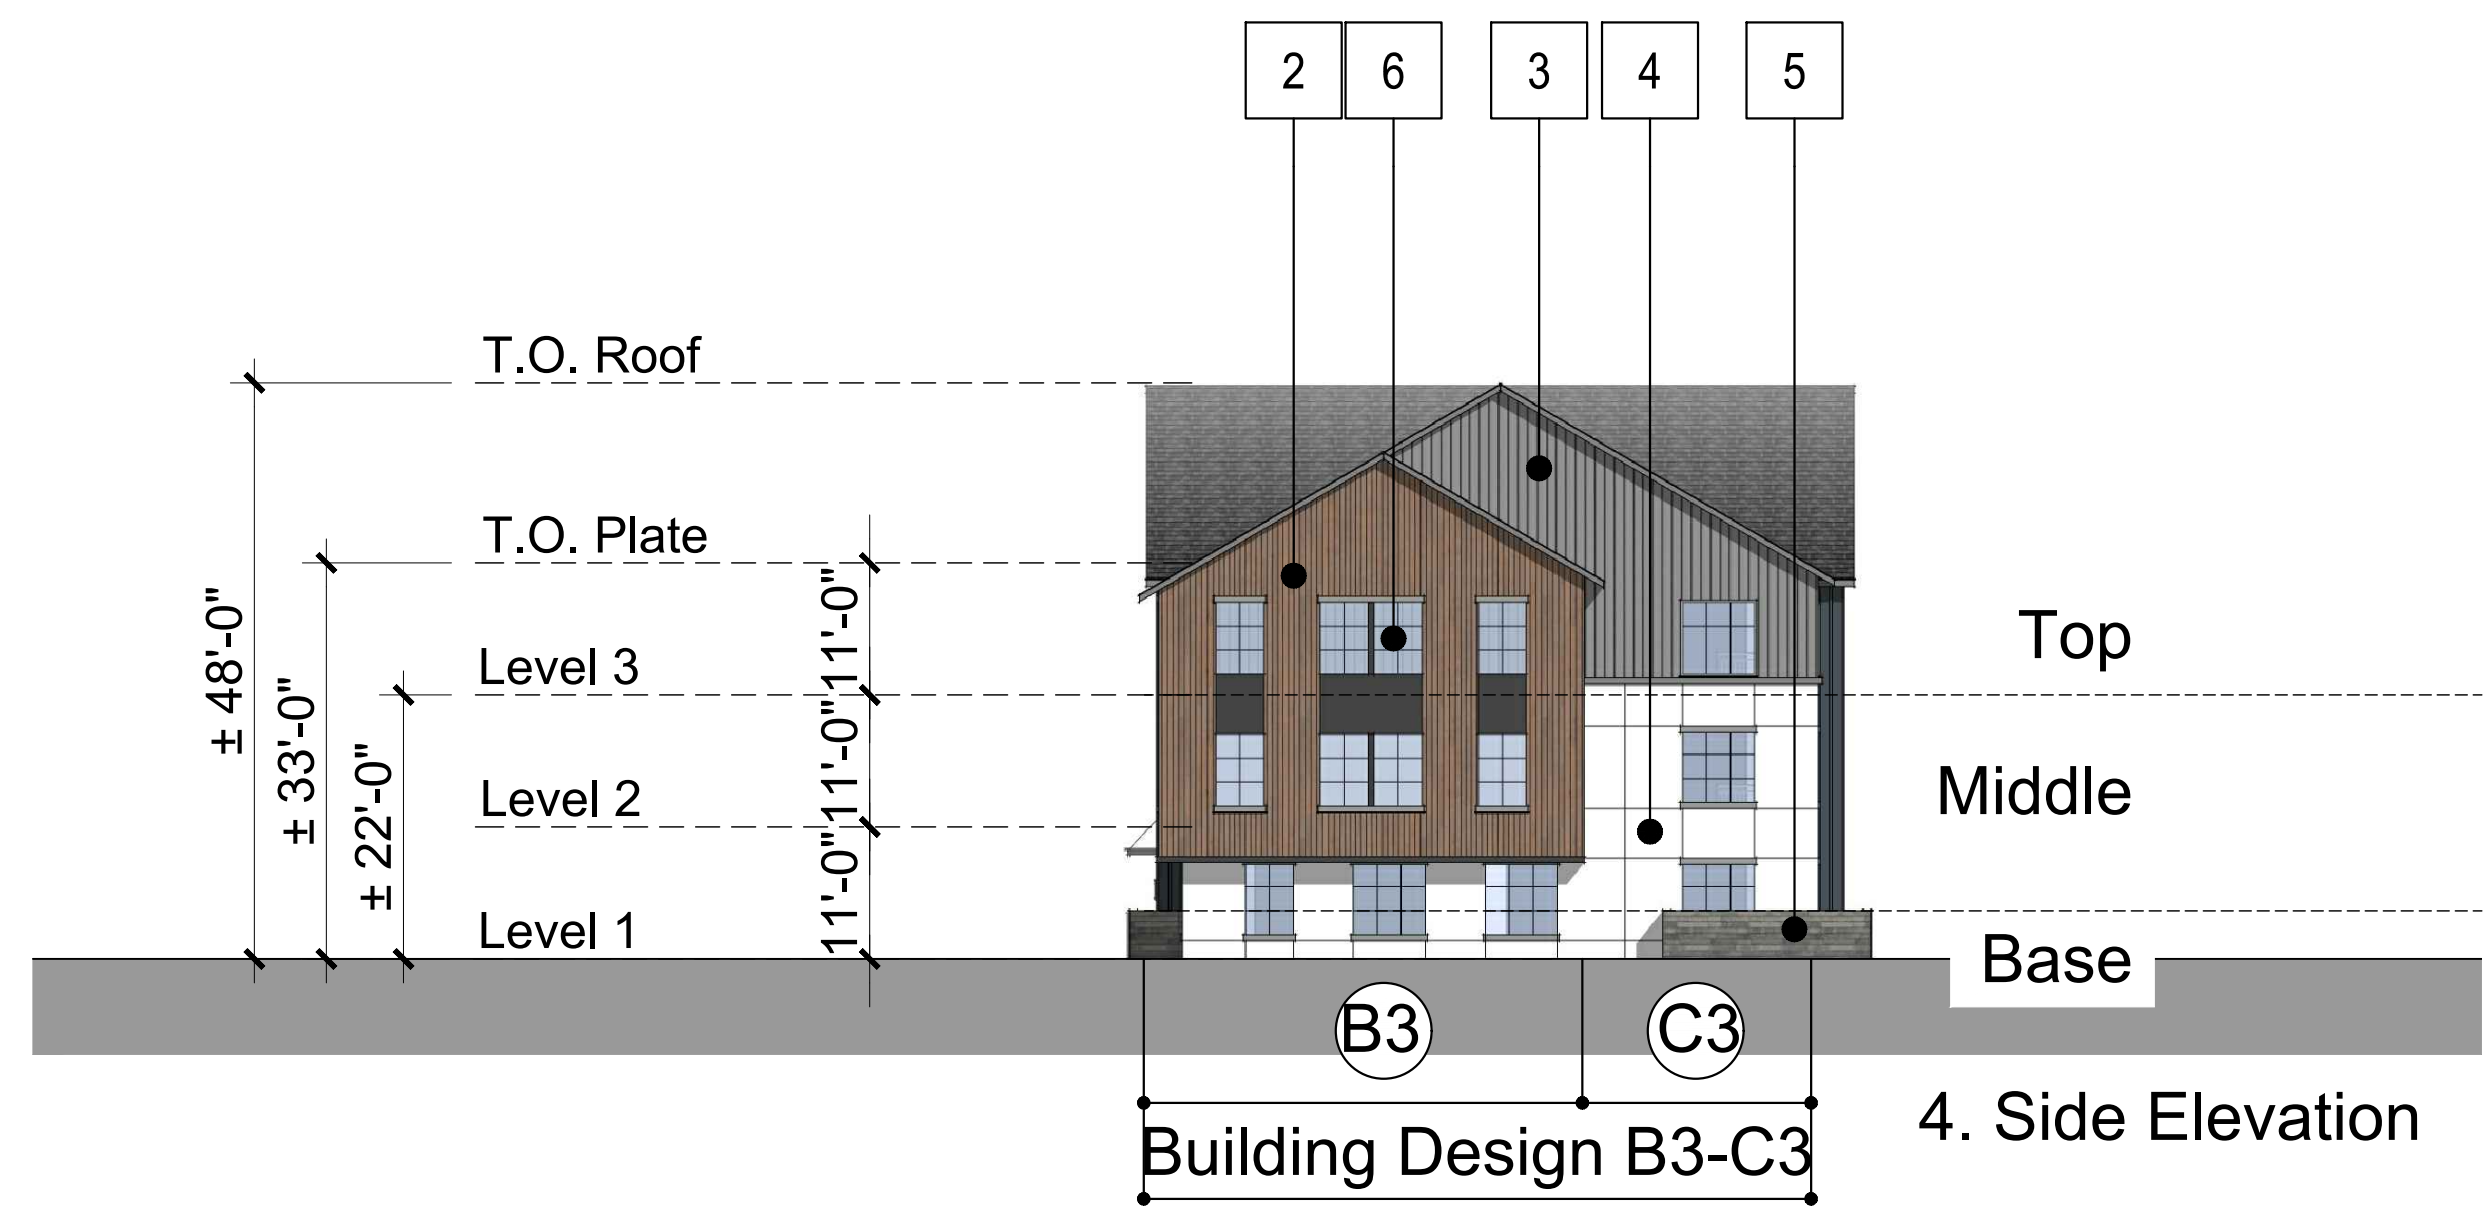 2 6 3 4 5
T.O. Roof
T.O. Plate
Level 3
Level 2
Level 1
± 48'-0"
± 33'-0"
± 22'-0"
11'-0"
11'-0"
11'-0"
Top
Middle
Base
B3 C3
Building Design B3-C3
4. Side Elevation